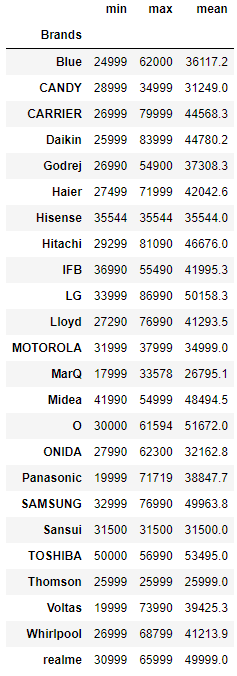 min max mean
Brands
Blue 24999 62000 36117.2
CANDY 28999 34999 31249.0
CARRIER 26999 79999 44568.3
Daikin 25999 83999 44780.2
Godrej 26990 54900 37308.3
Haier 27499 71999 42042.6
Hisense 35544 35544 35544.0
Hitachi 29299 81090 46676.0
IFB 36990 55490 41995.3
LG 33999 86990 50158.3
Lloyd 27290 76990 41293.5
MOTOROLA 31999 37999 34999.0
MarQ 17999 33578 26795.1
Midea 41990 54999 48494.5
O 30000 61594 51672.0
ONIDA 27990 62300 32162.8
Panasonic 19999 71719 38847.7
SAMSUNG 32999 76990 49963.8
Sansui 31500 31500 31500.0
TOSHIBA 50000 56990 53495.0
Thomson 25999 25999 25999.0
Voltas 19999 73990 39425.3
Whirlpool 26999 68799 41213.9
realme 30999 65999 49999.0